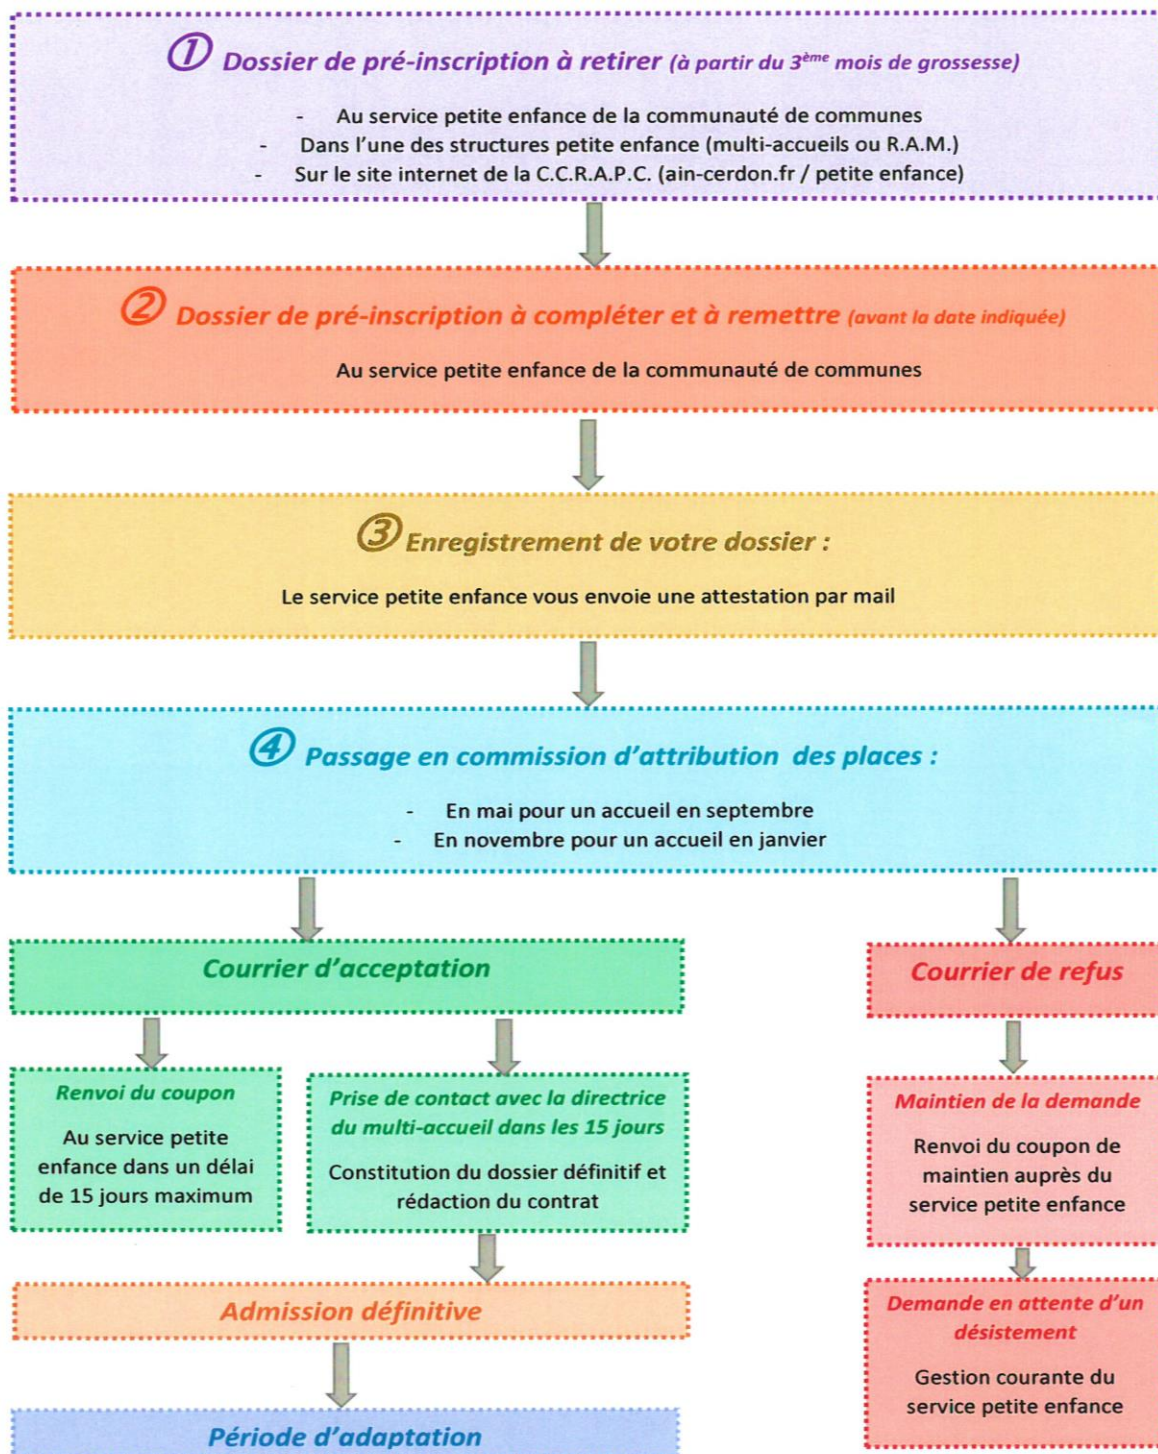 ① Dossier de pré-inscription à retirer (à partir du 3ème mois de grossesse)
- Au service petite enfance de la communauté de communes
- Dans l'une des structures petite enfance (multi-accueils ou R.A.M.)
- Sur le site internet de la C.C.R.A.P.C. (ain-cerdon.fr / petite enfance)
② Dossier de pré-inscription à compléter et à remettre (avant la date indiquée)
Au service petite enfance de la communauté de communes
③ Enregistrement de votre dossier :
Le service petite enfance vous envoie une attestation par mail
④ Passage en commission d'attribution des places :
- En mai pour un accueil en septembre
- En novembre pour un accueil en janvier
Courrier d'acceptation
Renvoi du coupon
Au service petite
enfance dans un délai
de 15 jours maximum
Prise de contact avec la directrice
du multi-accueil dans les 15 jours
Constitution du dossier définitif et
rédaction du contrat
Admission définitive
Période d'adaptation
Courrier de refus
Maintien de la demande
Renvoi du coupon de
maintien auprès du
service petite enfance
Demande en attente d'un
désistement
Gestion courante du
service petite enfance